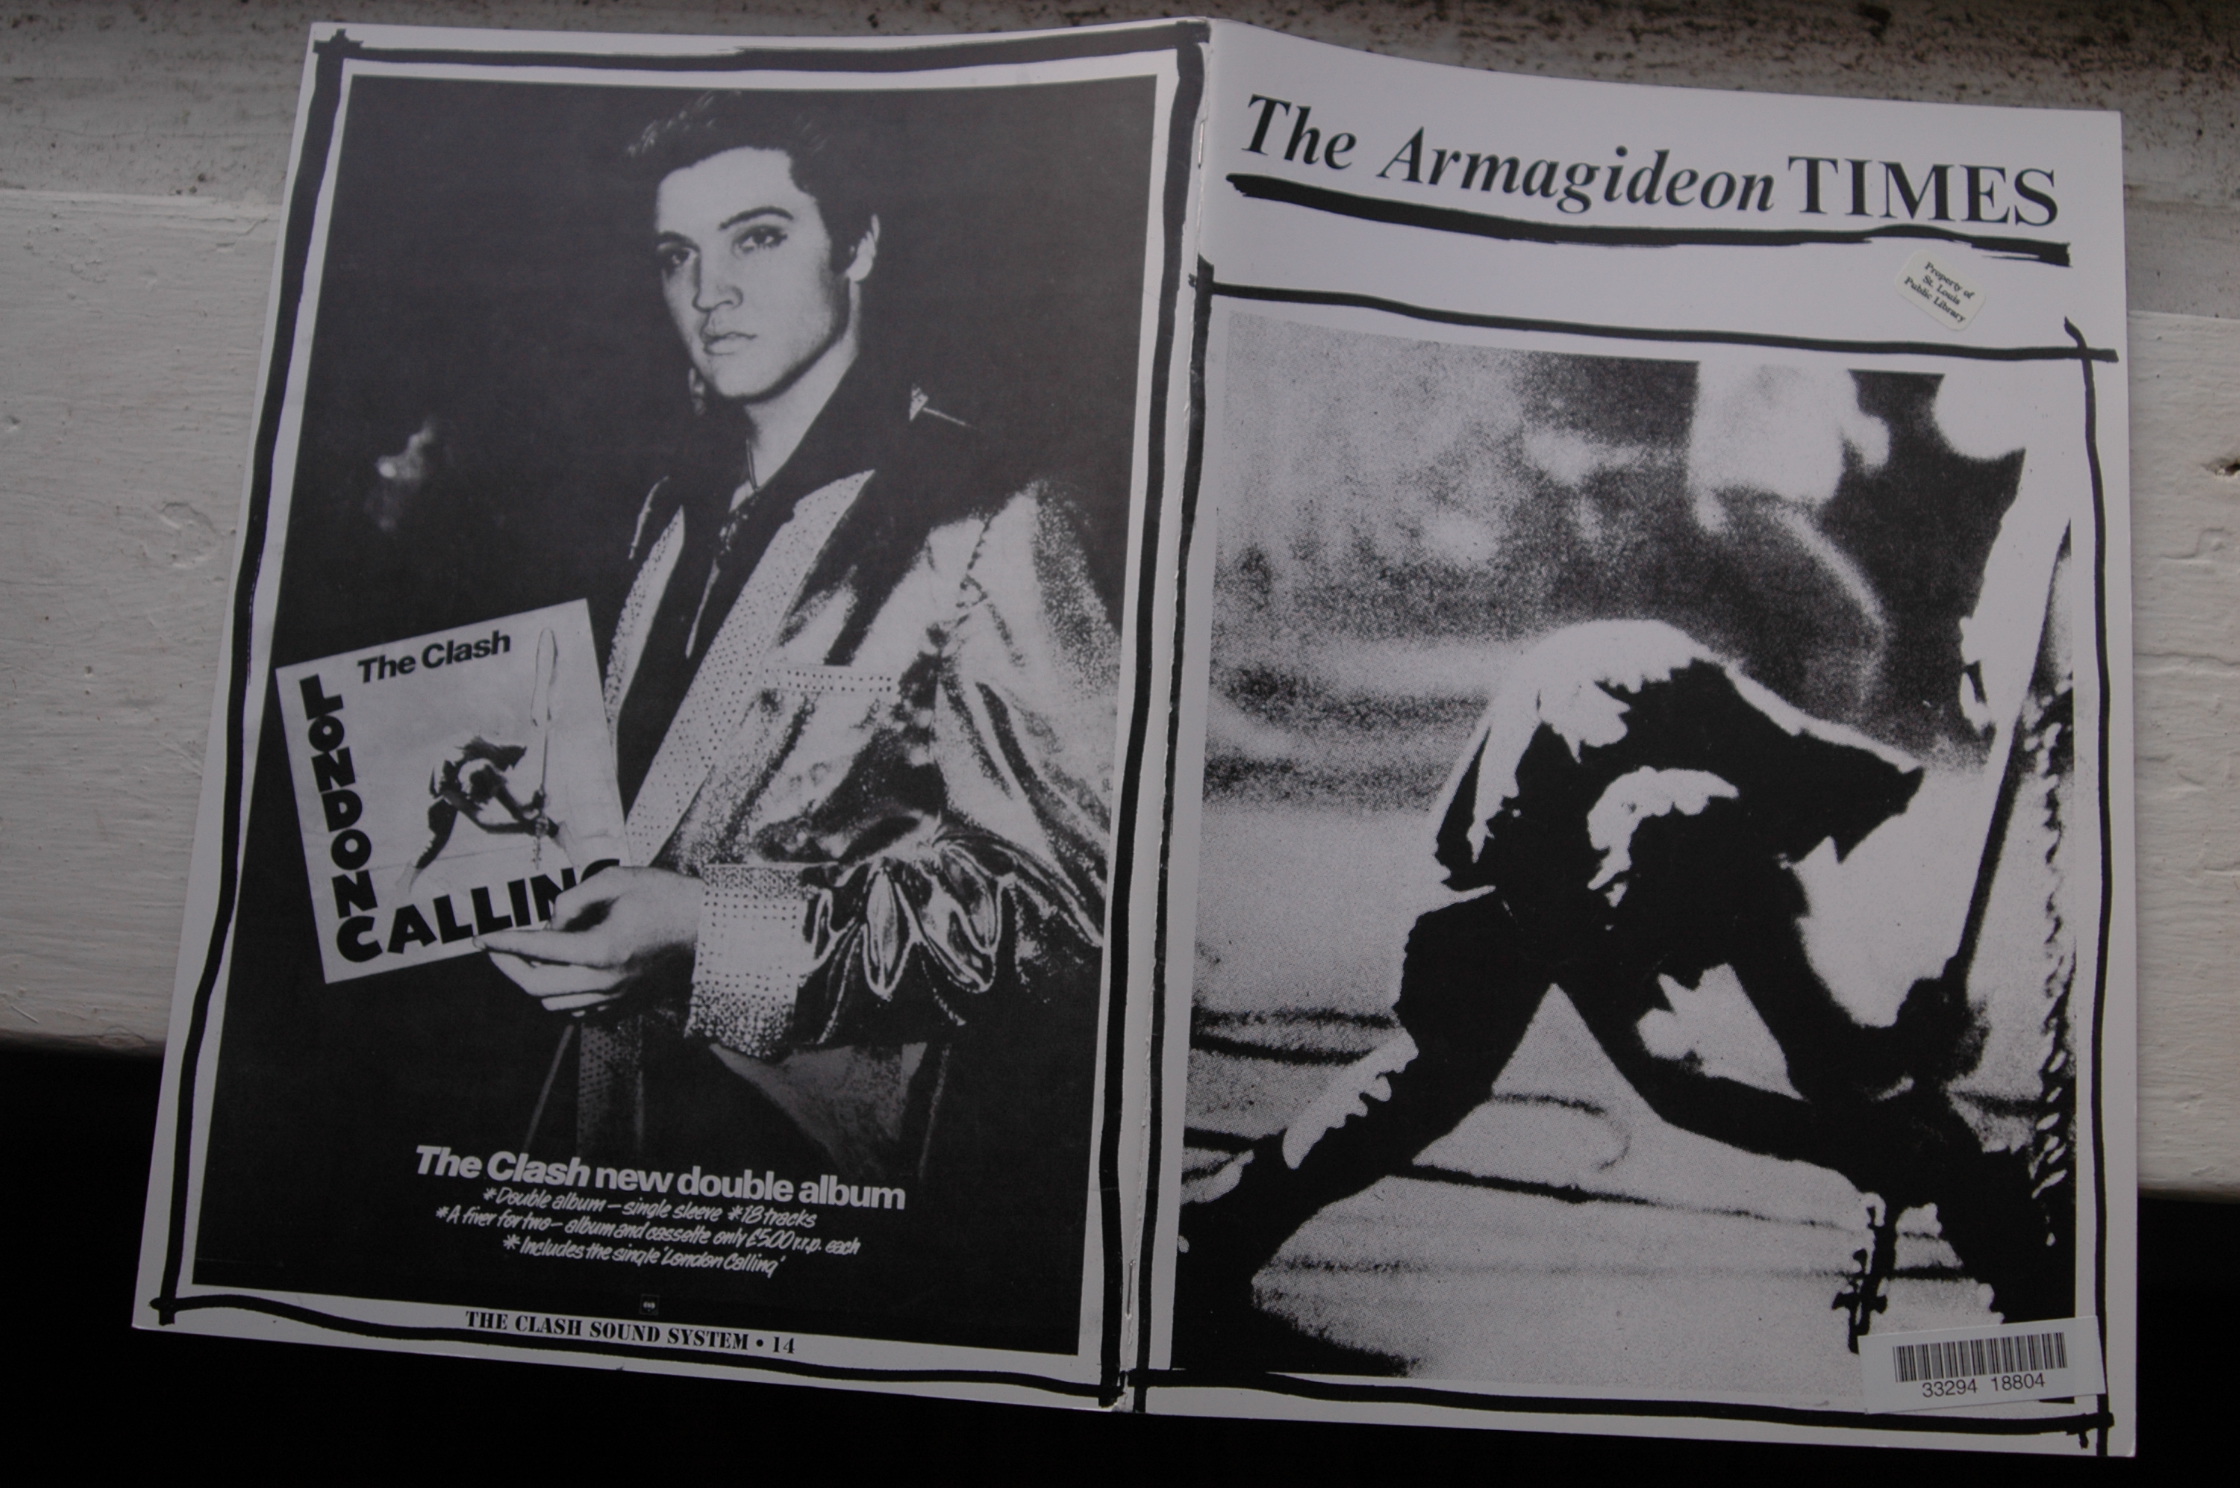 The Clash
LONDON
CALLING
The Clash new double album
*Double album – single sleeve *18 tracks
*A fiver for two – album and cassette only £5.00 r.r.p. each
*Includes the single 'London Calling'
THE CLASH SOUND SYSTEM • 14
The Armagideon TIMES
Property of
St. Louis
Public Library
33294 18804